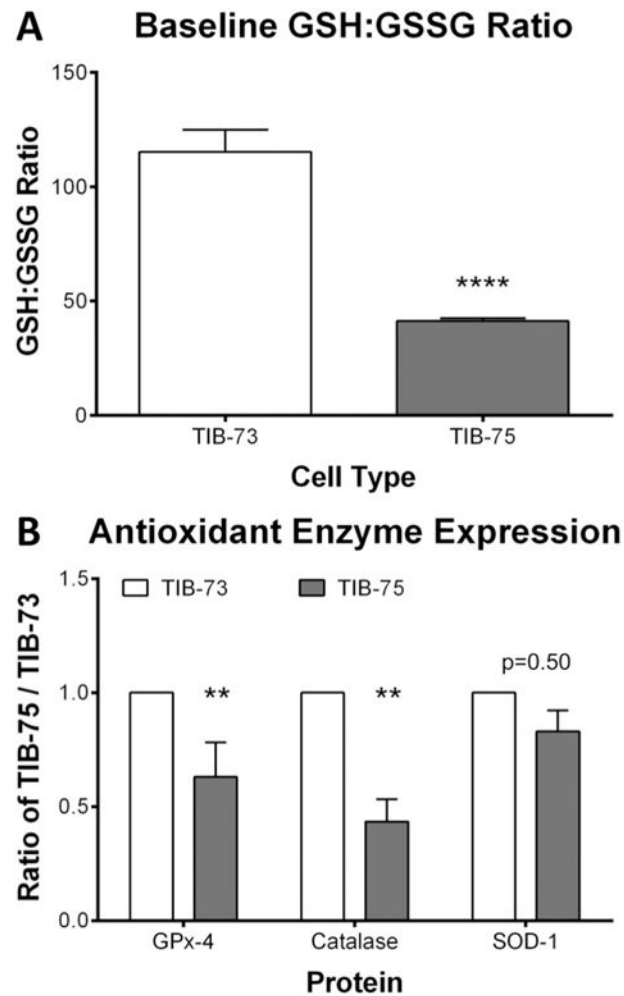 A
Baseline GSH:GSSG Ratio
GSH:GSSG Ratio
150
100
50
0
****
TIB-73
TIB-75
Cell Type
B
Antioxidant Enzyme Expression
Ratio of TIB-75 / TIB-73
1.5
1.0
0.5
0.0
TIB-73
TIB-75
**
**
p=0.50
GPx-4
Catalase
SOD-1
Protein